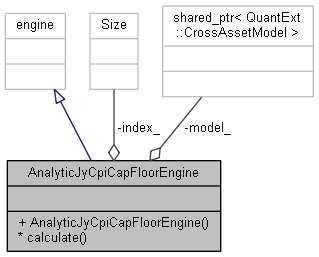 engine
Size
shared_ptr< QuantExt
::CrossAssetModel >
-index_
-model_
AnalyticJyCpiCapFloorEngine
+ AnalyticJyCpiCapFloorEngine()
* calculate()